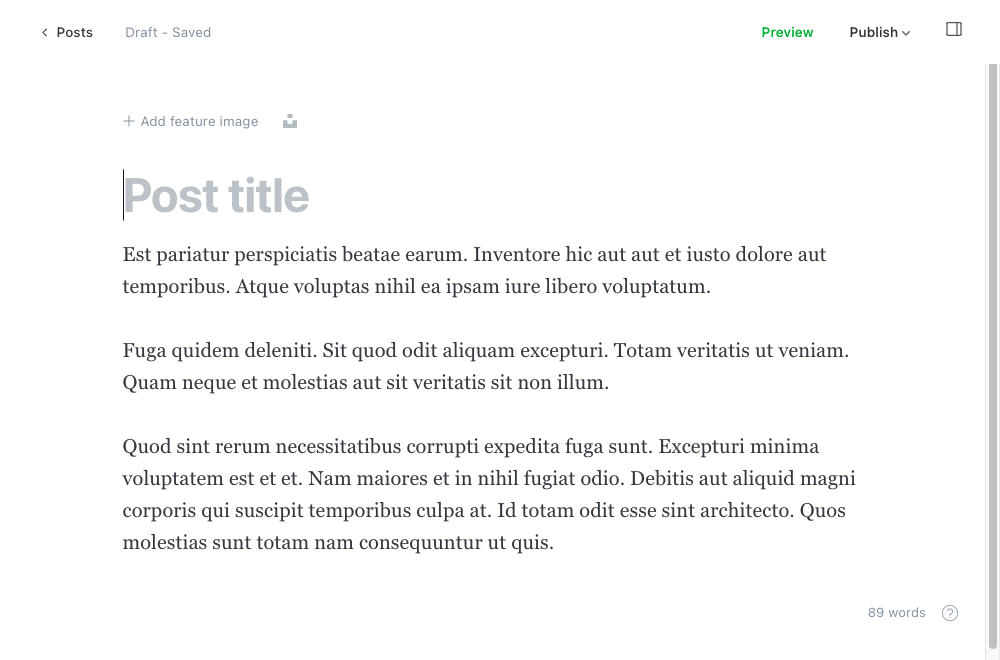 Posts Draft - Saved Preview Publish
Add feature image
Post title
Est pariatur perspiciatis beatae earum. Inventore hic aut aut et iusto dolore aut
temporibus. Atque voluptas nihil ea ipsam iure libero voluptatum.
Fuga quidem deleniti. Sit quod odit aliquam excepturi. Totam veritatis ut veniam.
Quam neque et molestias aut sit veritatis sit non illum.
Quod sint rerum necessitatibus corrupti expedita fuga sunt. Excepturi minima
voluptatem est et et. Nam maiores et in nihil fugiat odio. Debitis aut aliquid magni
corporis qui suscipit temporibus culpa at. Id totam odit esse sint architecto. Quos
molestias sunt totam nam consequuntur ut quis.
89 words ?